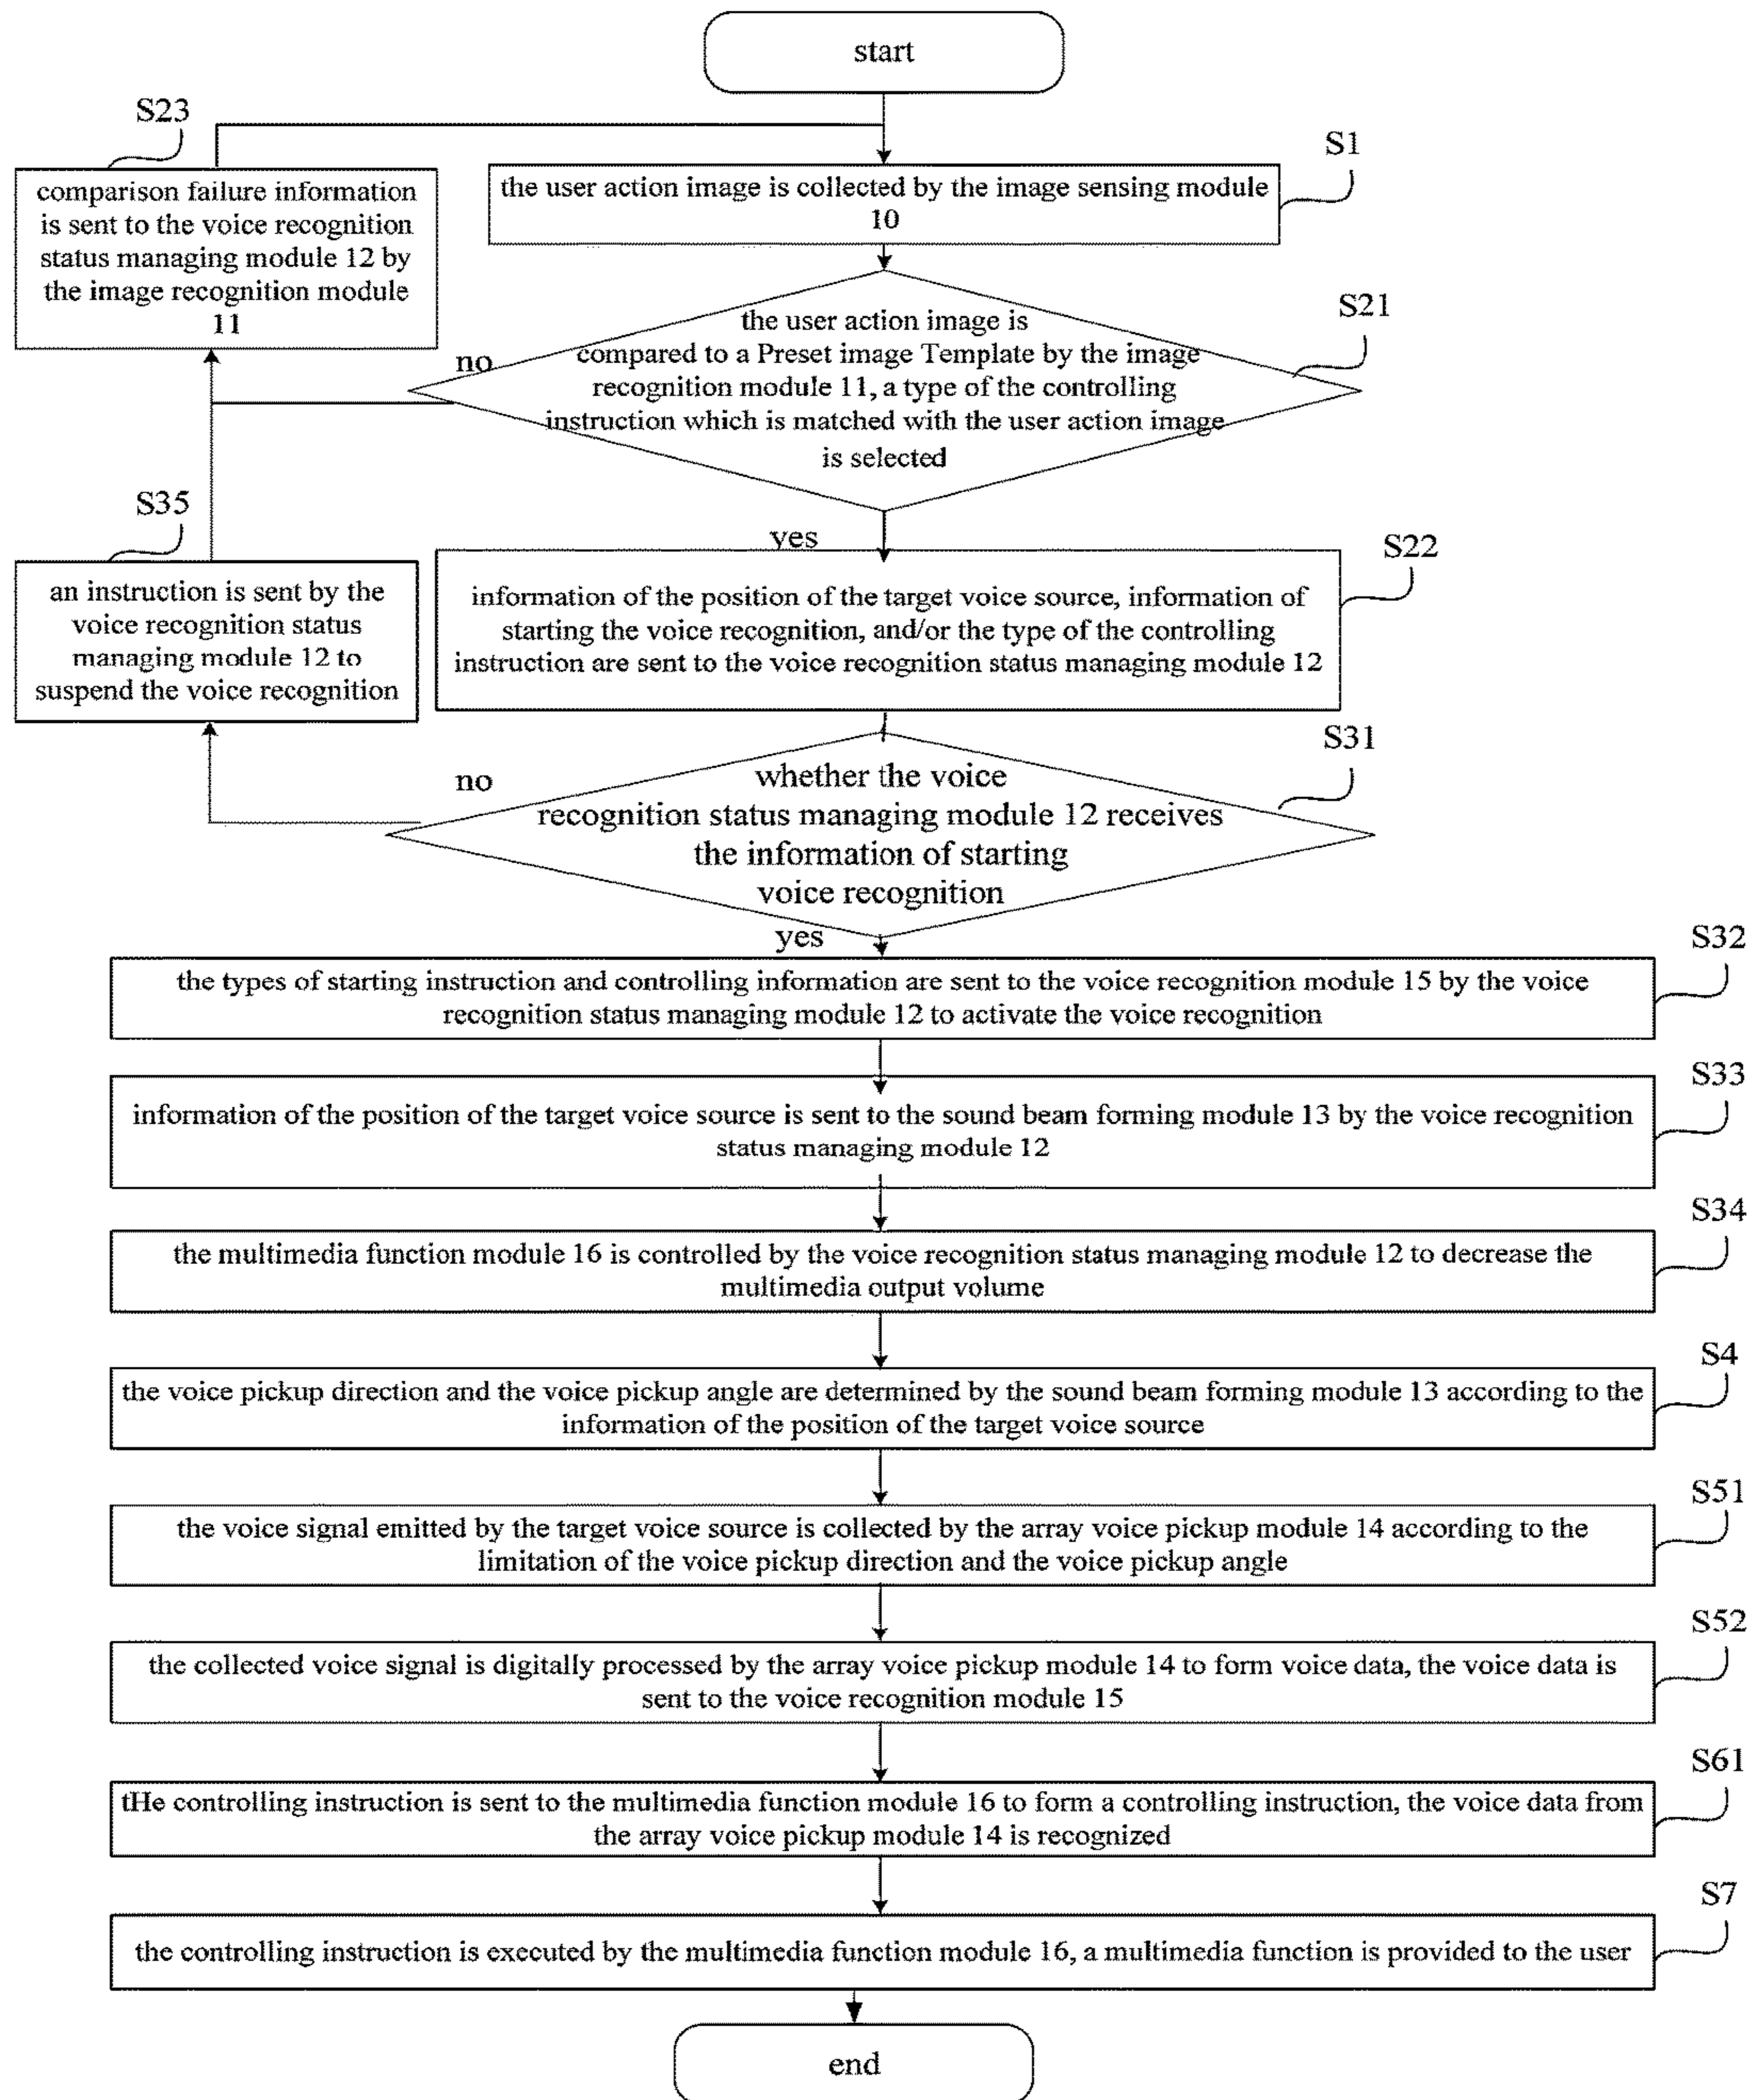 start
S23
S1
comparison failure information
is sent to the voice recognition
status managing module 12 by
the image recognition module
11
the user action image is collected by the image sensing module
10
S21
the user action image is
compared to a Preset image Template by the image
recognition module 11, a type of the controlling
instruction which is matched with the user action image
is selected
no
yes
S35
S22
an instruction is sent by the
voice recognition status
managing module 12 to
suspend the voice recognition
information of the position of the target voice source, information of
starting the voice recognition, and/or the type of the controlling
instruction are sent to the voice recognition status managing module 12
S31
no
whether the voice
recognition status managing module 12 receives
the information of starting
voice recognition
yes
S32
the types of starting instruction and controlling information are sent to the voice recognition module 15 by the voice
recognition status managing module 12 to activate the voice recognition
S33
information of the position of the target voice source is sent to the sound beam forming module 13 by the voice recognition
status managing module 12
S34
the multimedia function module 16 is controlled by the voice recognition status managing module 12 to decrease the
multimedia output volume
S4
the voice pickup direction and the voice pickup angle are determined by the sound beam forming module 13 according to the
information of the position of the target voice source
S51
the voice signal emitted by the target voice source is collected by the array voice pickup module 14 according to the
limitation of the voice pickup direction and the voice pickup angle
S52
the collected voice signal is digitally processed by the array voice pickup module 14 to form voice data, the voice data is
sent to the voice recognition module 15
S61
tHe controlling instruction is sent to the multimedia function module 16 to form a controlling instruction, the voice data from
the array voice pickup module 14 is recognized
S7
the controlling instruction is executed by the multimedia function module 16, a multimedia function is provided to the user
end